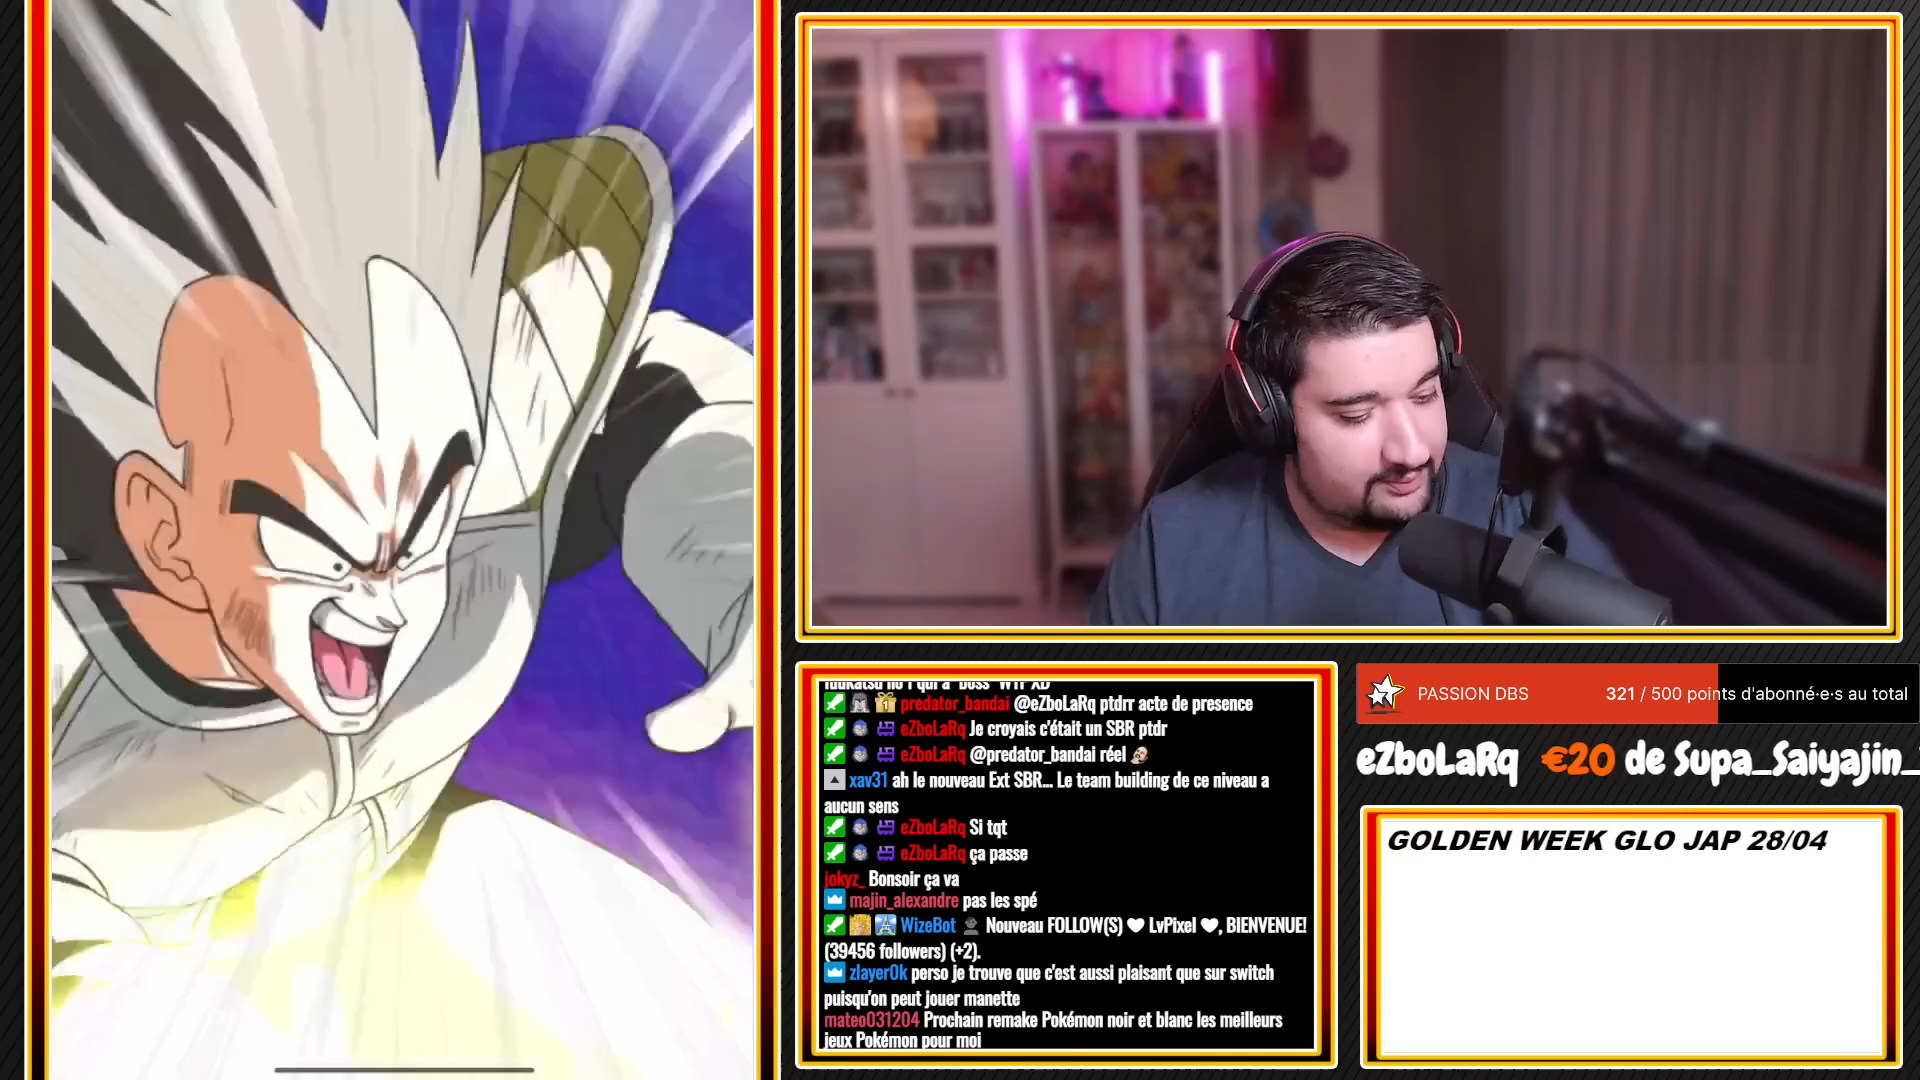 predator_bandai @eZboLaRq ptdrr acte de presence
eZboLaRq Je croyais c'était un SBR ptdr
eZboLaRq @predator_bandai réel
xav31 ah le nouveau Ext SBR... Le team building de ce niveau a
aucun sens
eZboLaRq Si tqt
eZboLaRq ça passe
jokyz_ Bonsoir ça va
majin_alexandre pas les spé
WizeBot Nouveau FOLLOW(S) ♥ LvPixel ♥, BIENVENUE!
(39456 followers) (+2).
zlayer0k perso je trouve que c'est aussi plaisant que sur switch
puisqu'on peut jouer manette
mateo031204 Prochain remake Pokémon noir et blanc les meilleurs
jeux Pokémon pour moi
PASSION DBS 321 / 500 points d'abonné·e·s au total
eZboLaRq €20 de Supa_Saiyajin_
GOLDEN WEEK GLO JAP 28/04